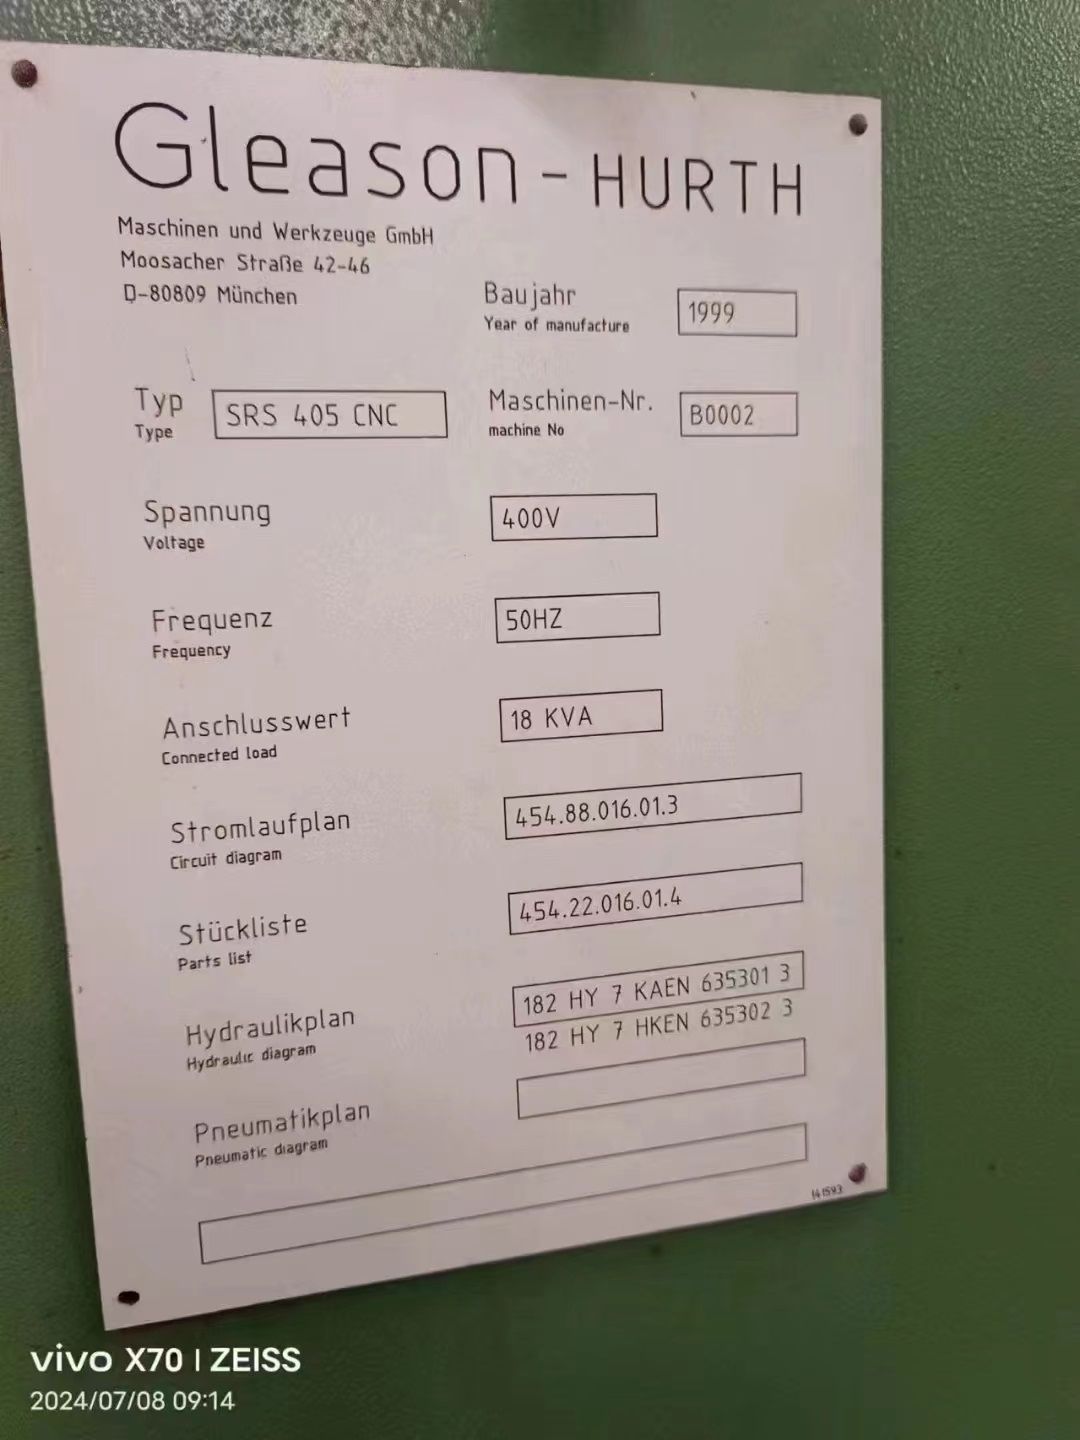 Gleason - HURTH
Maschinen und Werkzeuge GmbH
Moosacher Straße 42-46
D-80809 München
Baujahr
Year of manufacture
1999
Typ
Type
SRS 405 CNC
Maschinen-Nr.
machine No
B0002
Spannung
Voltage
400V
Frequenz
Frequency
50HZ
Anschlusswert
Connected load
18 KVA
Stromlaufplan
Circuit diagram
454.88.016.01.3
Stückliste
Parts list
454.22.016.01.4
Hydraulikplan
Hydraulic diagram
182 HY 7 KAEN 635301 3
182 HY 7 HKEN 635302 3
Pneumatikplan
Pneumatic diagram
141593
vivo X70 | ZEISS
2024/07/08 09:14